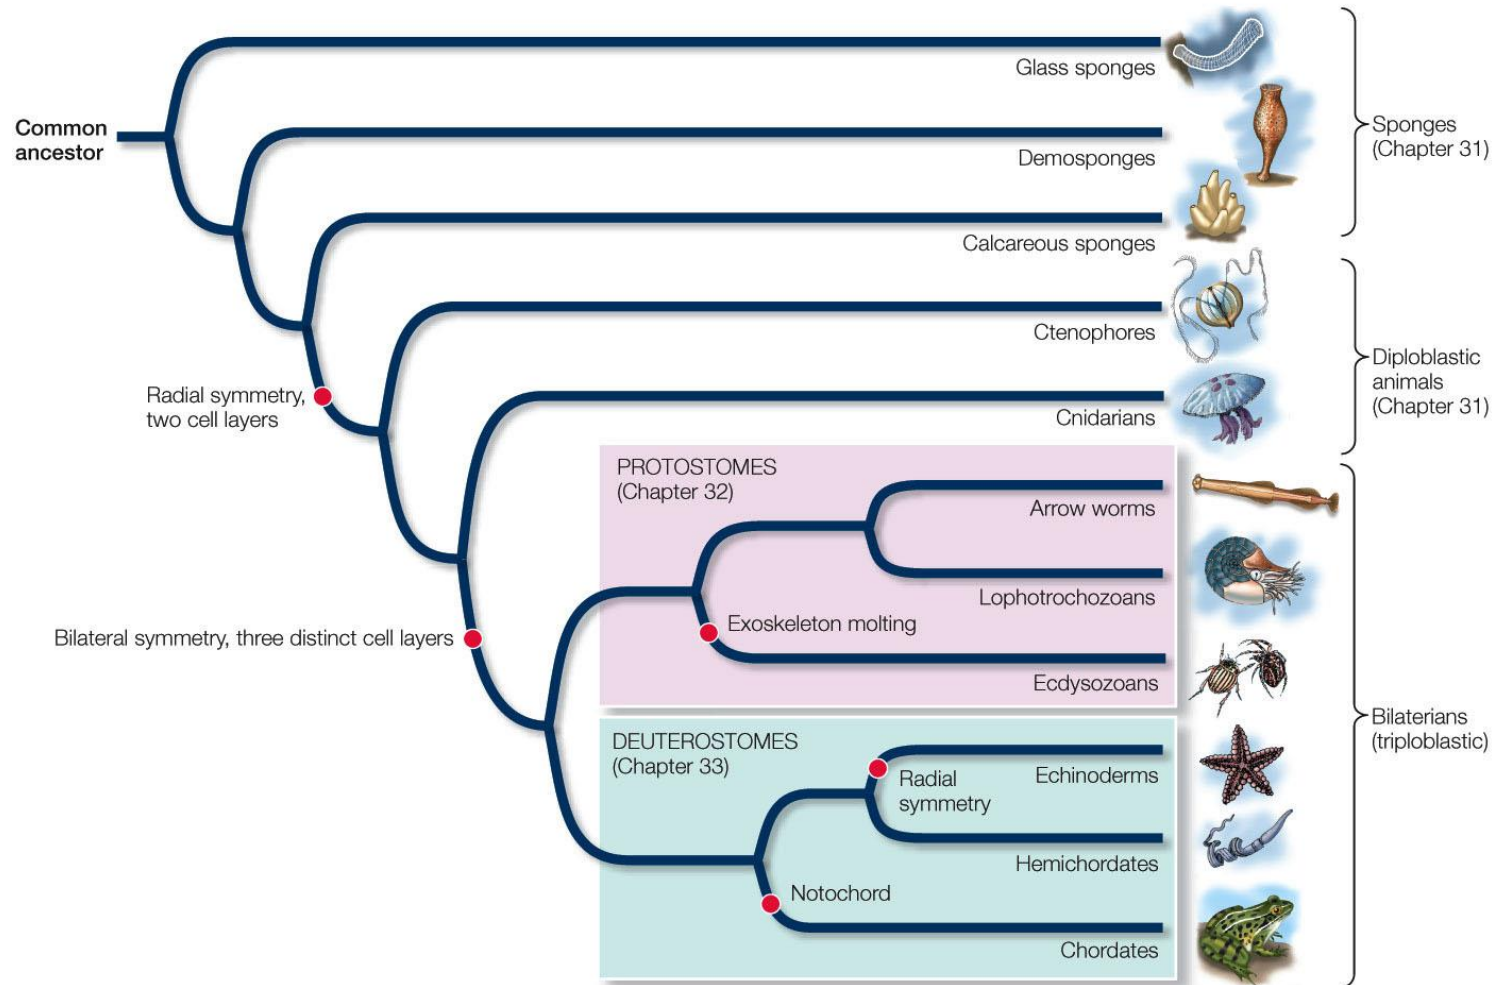 Glass sponges
Common
ancestor
Sponges
(Chapter 31)
Demosponges
Calcareous sponges
Ctenophores
Diploblastic
animals
(Chapter 31)
Radial symmetry,
two cell layers
Cnidarians
PROTOSTOMES
(Chapter 32)
Arrow worms
Lophotrochozoans
Exoskeleton molting
Bilateral symmetry, three distinct cell layers
Ecdysozoans
Bilaterians
(triploblastic)
DEUTEROSTOMES
(Chapter 33)
Echinoderms
Radial
symmetry
Hemichordates
Notochord
Chordates